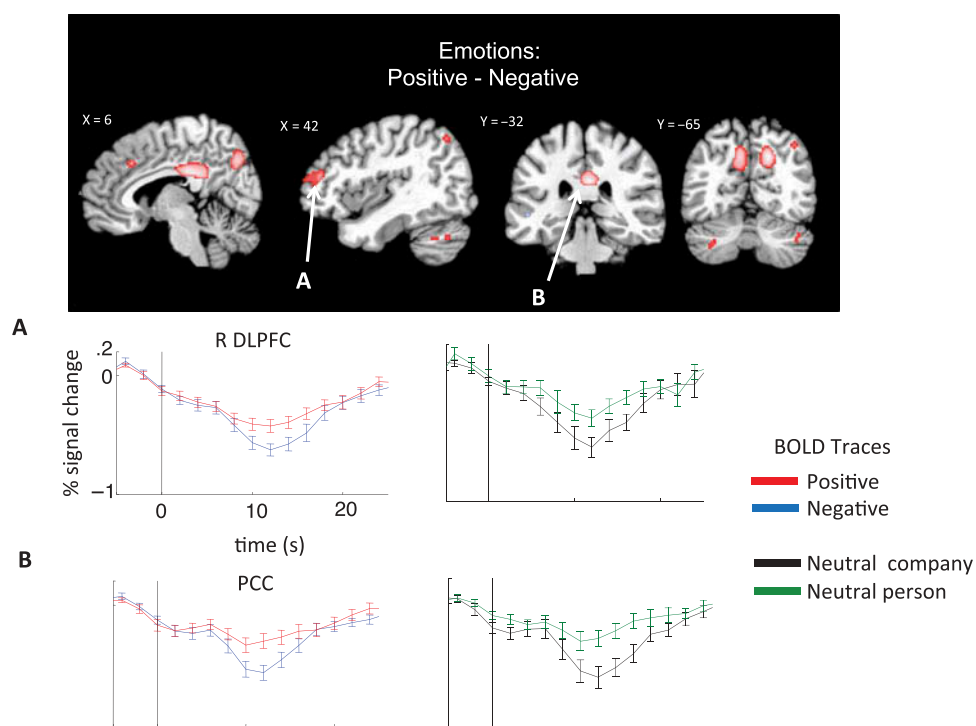 Emotions:
Positive - Negative
X = 6
X = 42
Y = −32
Y = −65
A
B
A
R DLPFC
% signal change
.2
0
−1
0
10
20
time (s)
BOLD Traces
Positive
Negative
Neutral company
Neutral person
B
PCC